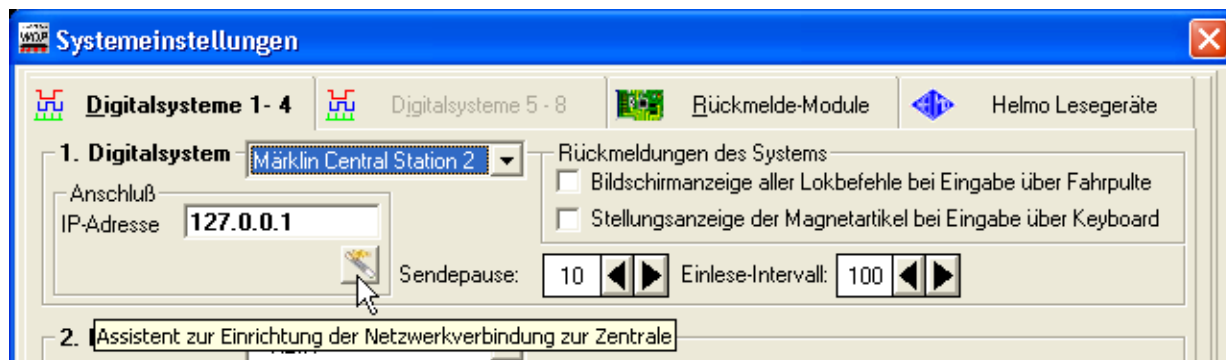 Systemeinstellungen
Digitalsysteme 1- 4 Digitalsysteme 5 - 8 Rückmelde-Module Helmo Lesegeräte
1. Digitalsystem Märklin Central Station 2 Rückmeldungen des Systems
Bildschirmanzeige aller Lokbefehle bei Eingabe über Fahrpulte
Anschluß
IP-Adresse 127.0.0.1 Stellungsanzeige der Magnetartikel bei Eingabe über Keyboard
Sendepause: 10 Einlese-Intervall: 100
2. Assistent zur Einrichtung der Netzwerkverbindung zur Zentrale